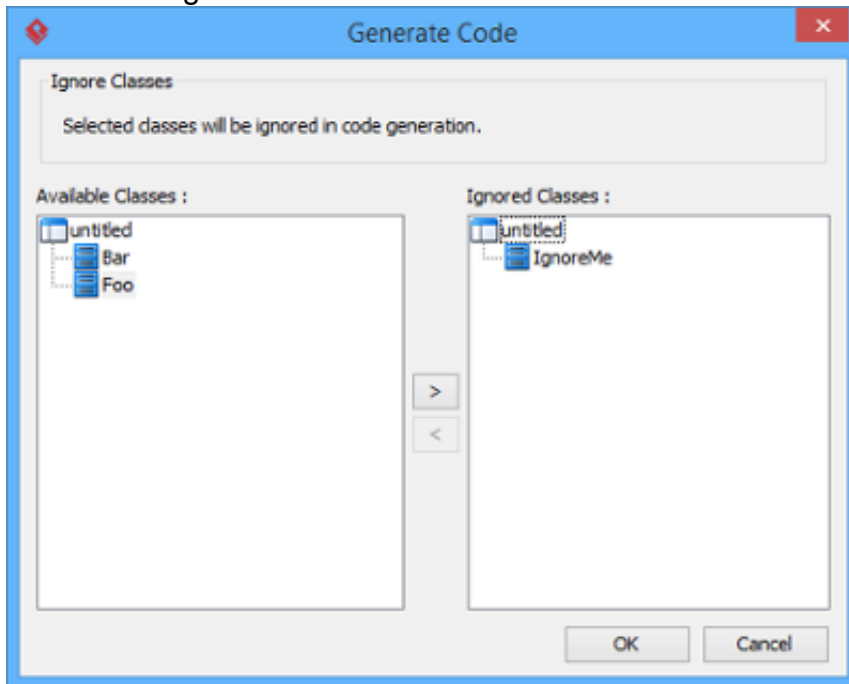 Generate Code
Ignore Classes
Selected classes will be ignored in code generation.
Available Classes :
untitled
Bar
Foo
>
<
Ignored Classes :
untitled
IgnoreMe
OK
Cancel